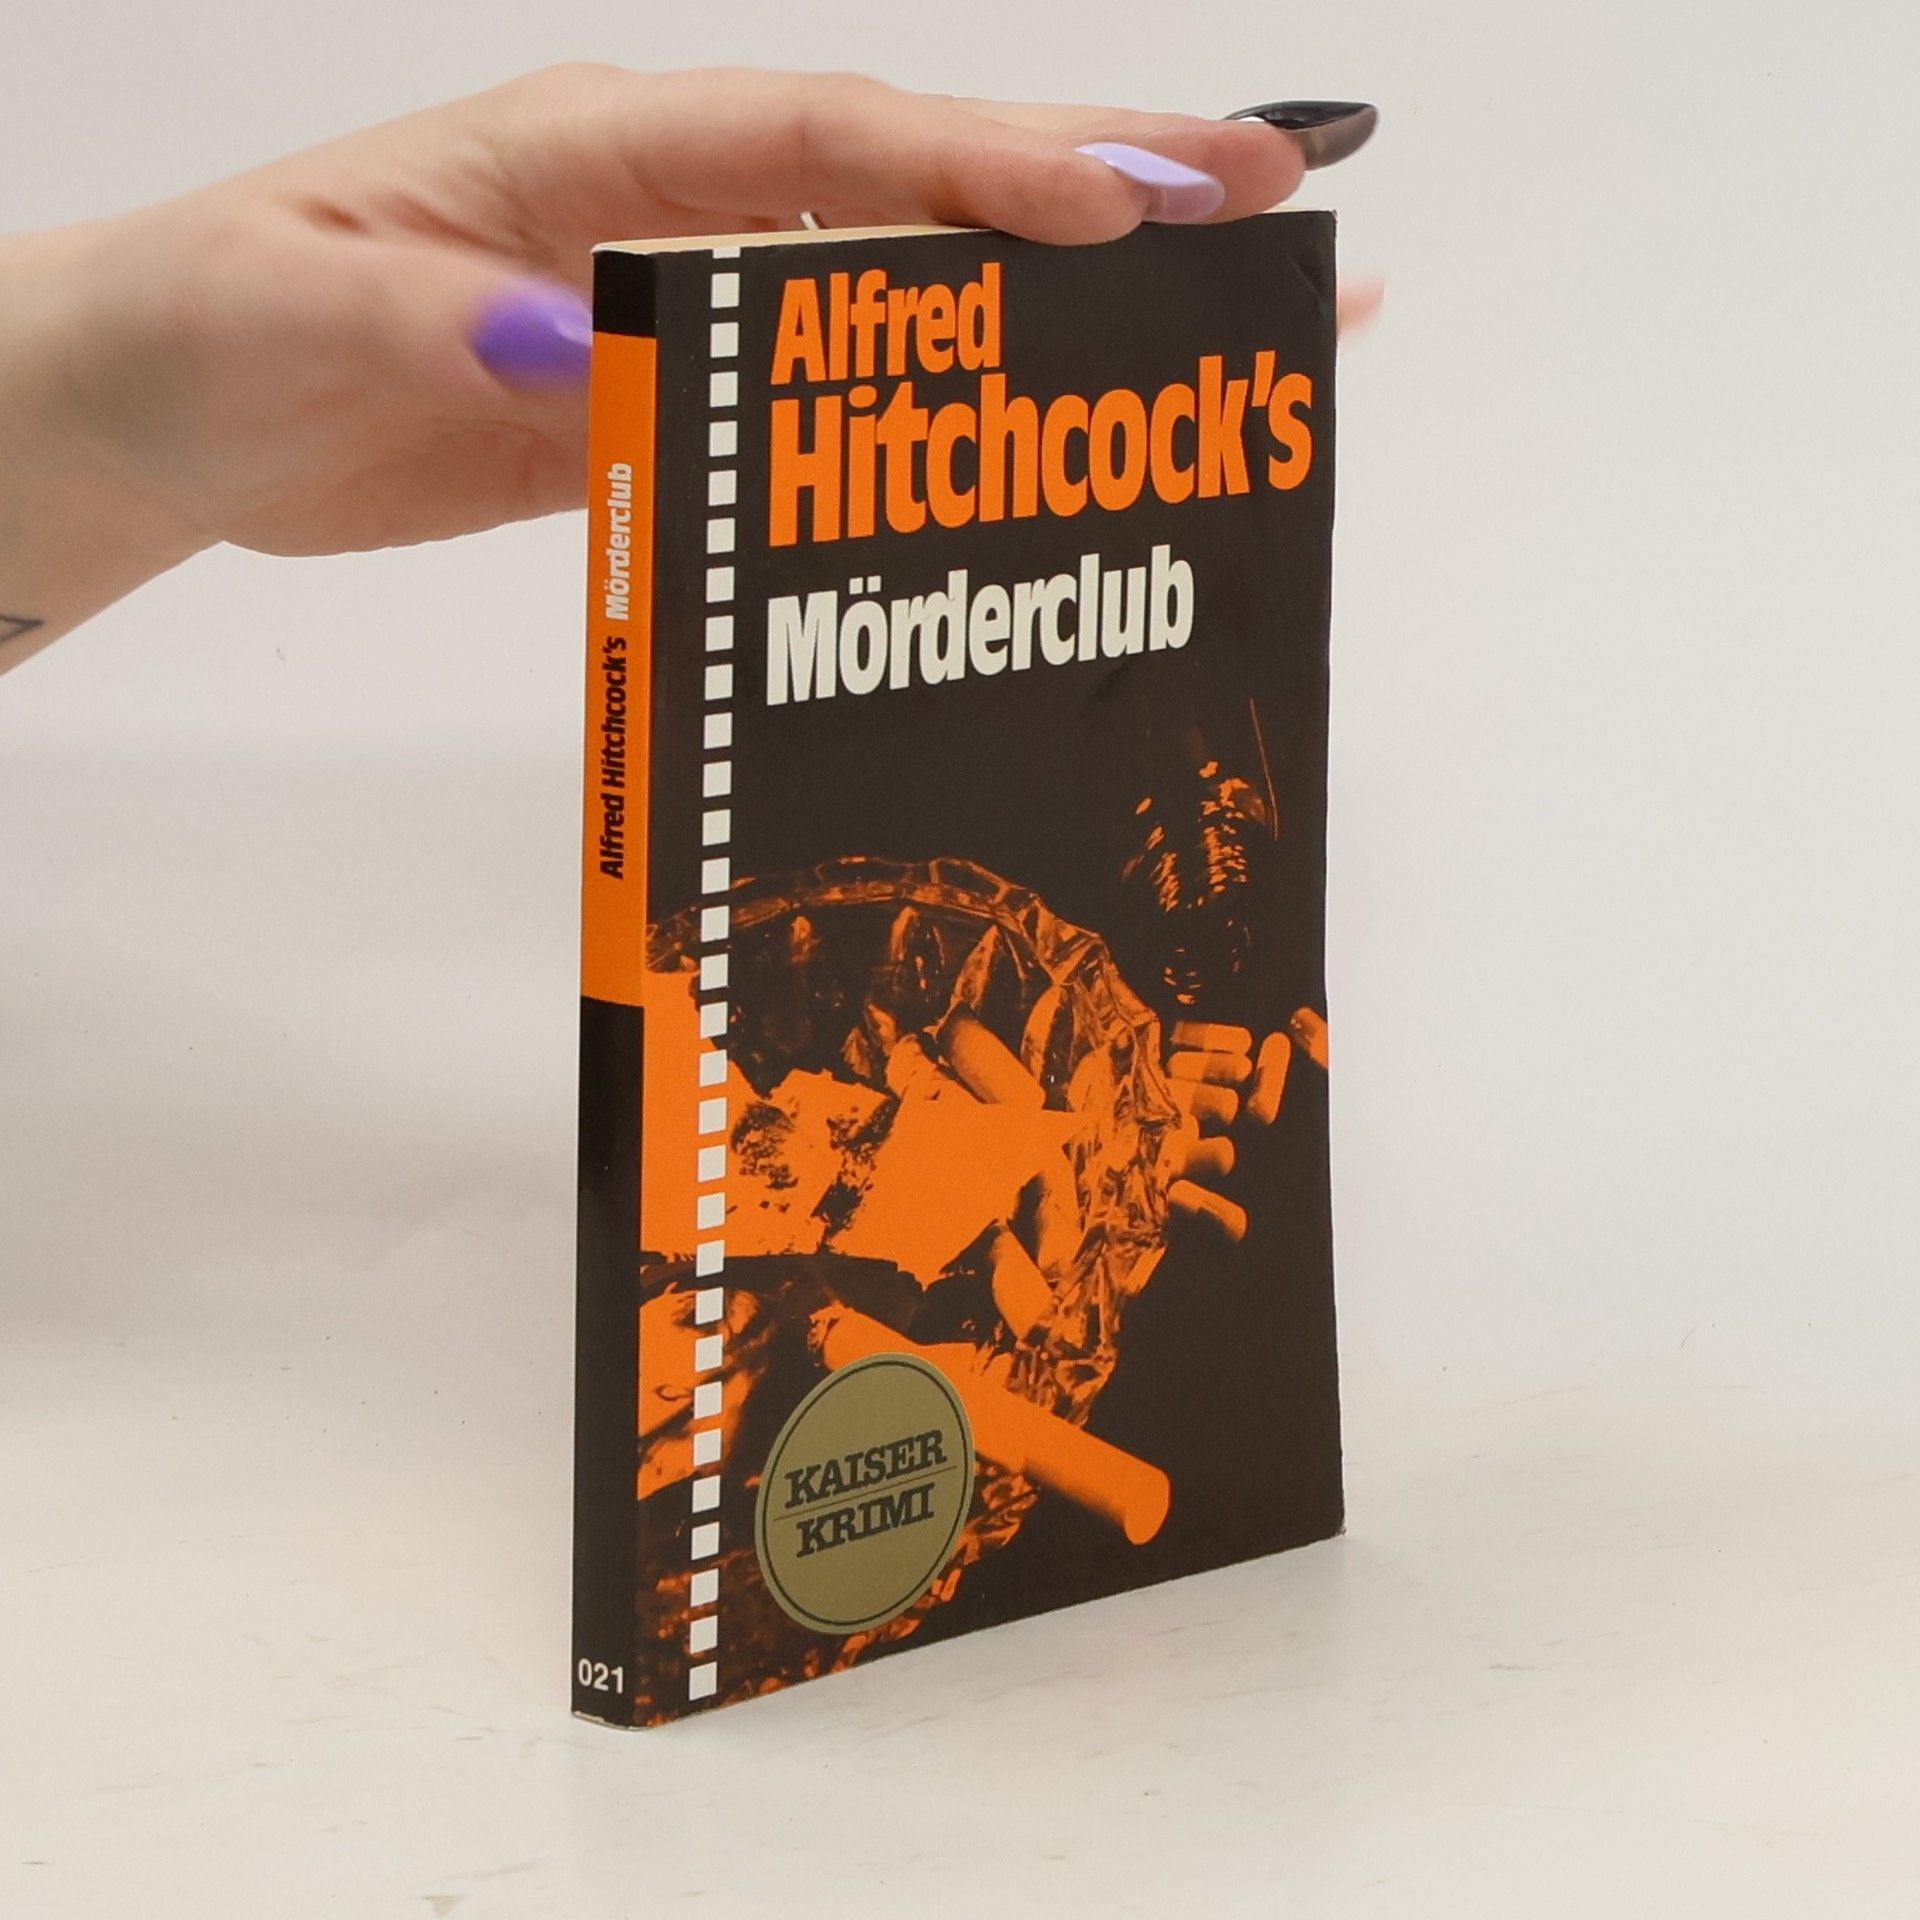 Alfred
Hitchcock's
Mörderclub
Alfred Hitchcock's Mörderclub
KAISER
KRIMI
021